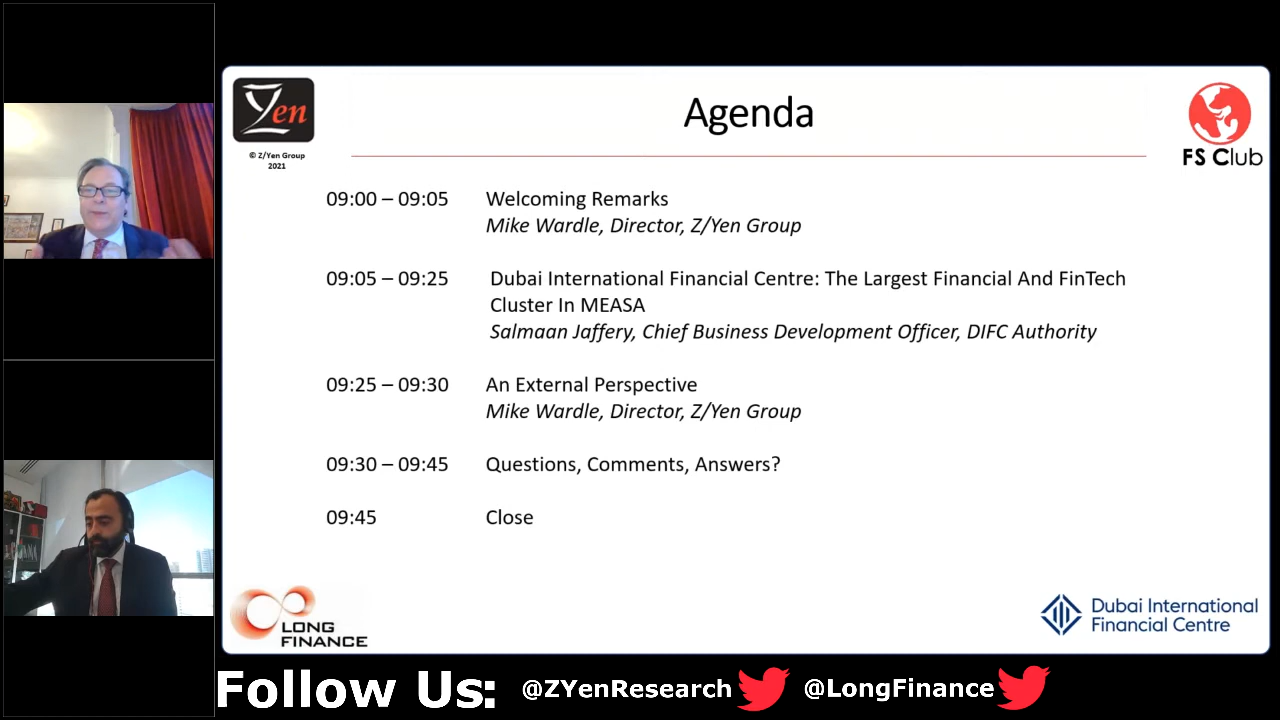 Yen
© Z/Yen Group
2021
Agenda
FS Club
09:00 – 09:05 Welcoming Remarks
Mike Wardle, Director, Z/Yen Group
09:05 – 09:25 Dubai International Financial Centre: The Largest Financial And FinTech
Cluster In MEASA
Salmaan Jaffery, Chief Business Development Officer, DIFC Authority
09:25 – 09:30 An External Perspective
Mike Wardle, Director, Z/Yen Group
09:30 – 09:45 Questions, Comments, Answers?
09:45 Close
LONG
FINANCE
Dubai International
Financial Centre
Follow Us: @ZYenResearch @LongFinance